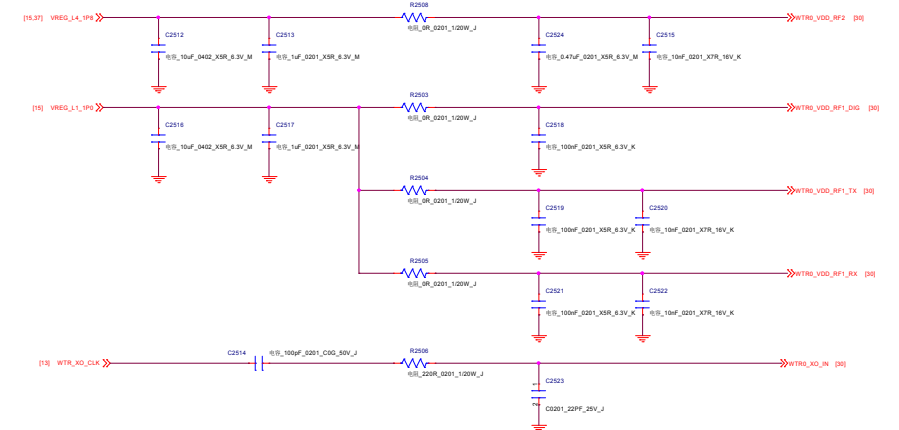 R2508
[15,37] VREG_L4_1P8
WTR0_VDD_RF2 [30]
电阻_0R_0201_1/20W_J
C2512
C2513
C2524
C2515
电容_10uF_0402_X5R_6.3V_M
电容_1uF_0201_X5R_6.3V_M
电容_0.47uF_0201_X5R_6.3V_M
电容_10nF_0201_X7R_16V_K
R2503
[15] VREG_L1_1P0
WTR0_VDD_RF1_DIG [30]
电阻_0R_0201_1/20W_J
C2516
C2517
C2518
电容_10uF_0402_X5R_6.3V_M
电容_1uF_0201_X5R_6.3V_M
电容_100nF_0201_X5R_6.3V_K
R2504
WTR0_VDD_RF1_TX [30]
电阻_0R_0201_1/20W_J
C2519
C2520
电容_100nF_0201_X5R_6.3V_K
电容_10nF_0201_X7R_16V_K
R2505
WTR0_VDD_RF1_RX [30]
电阻_0R_0201_1/20W_J
C2521
C2522
电容_100nF_0201_X5R_6.3V_K
电容_10nF_0201_X7R_16V_K
C2514
电容_100pF_0201_C0G_50V_J
R2506
[13] WTR_XO_CLK
WTR0_XO_IN [30]
电阻_220R_0201_1/20W_J
C2523
1
2
C0201_22PF_25V_J